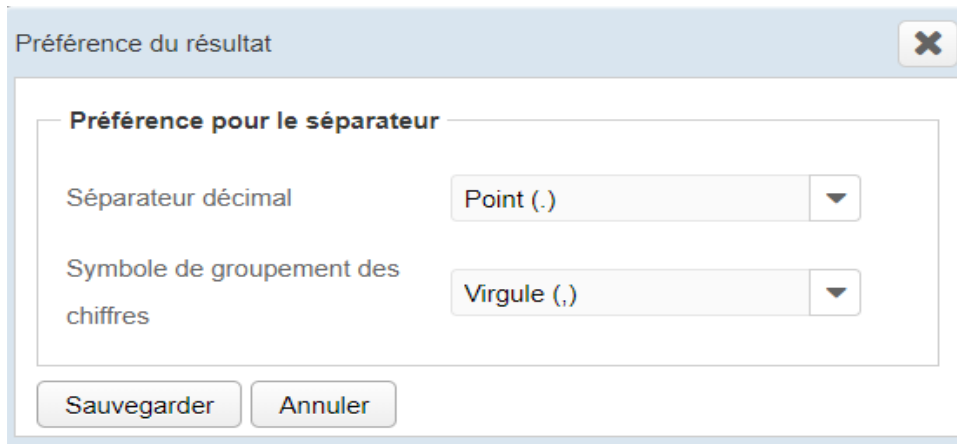 Préférence du résultat
Préférence pour le séparateur
Séparateur décimal
Point (.)
Symbole de groupement des
chiffres
Virgule (,)
Sauvegarder
Annuler